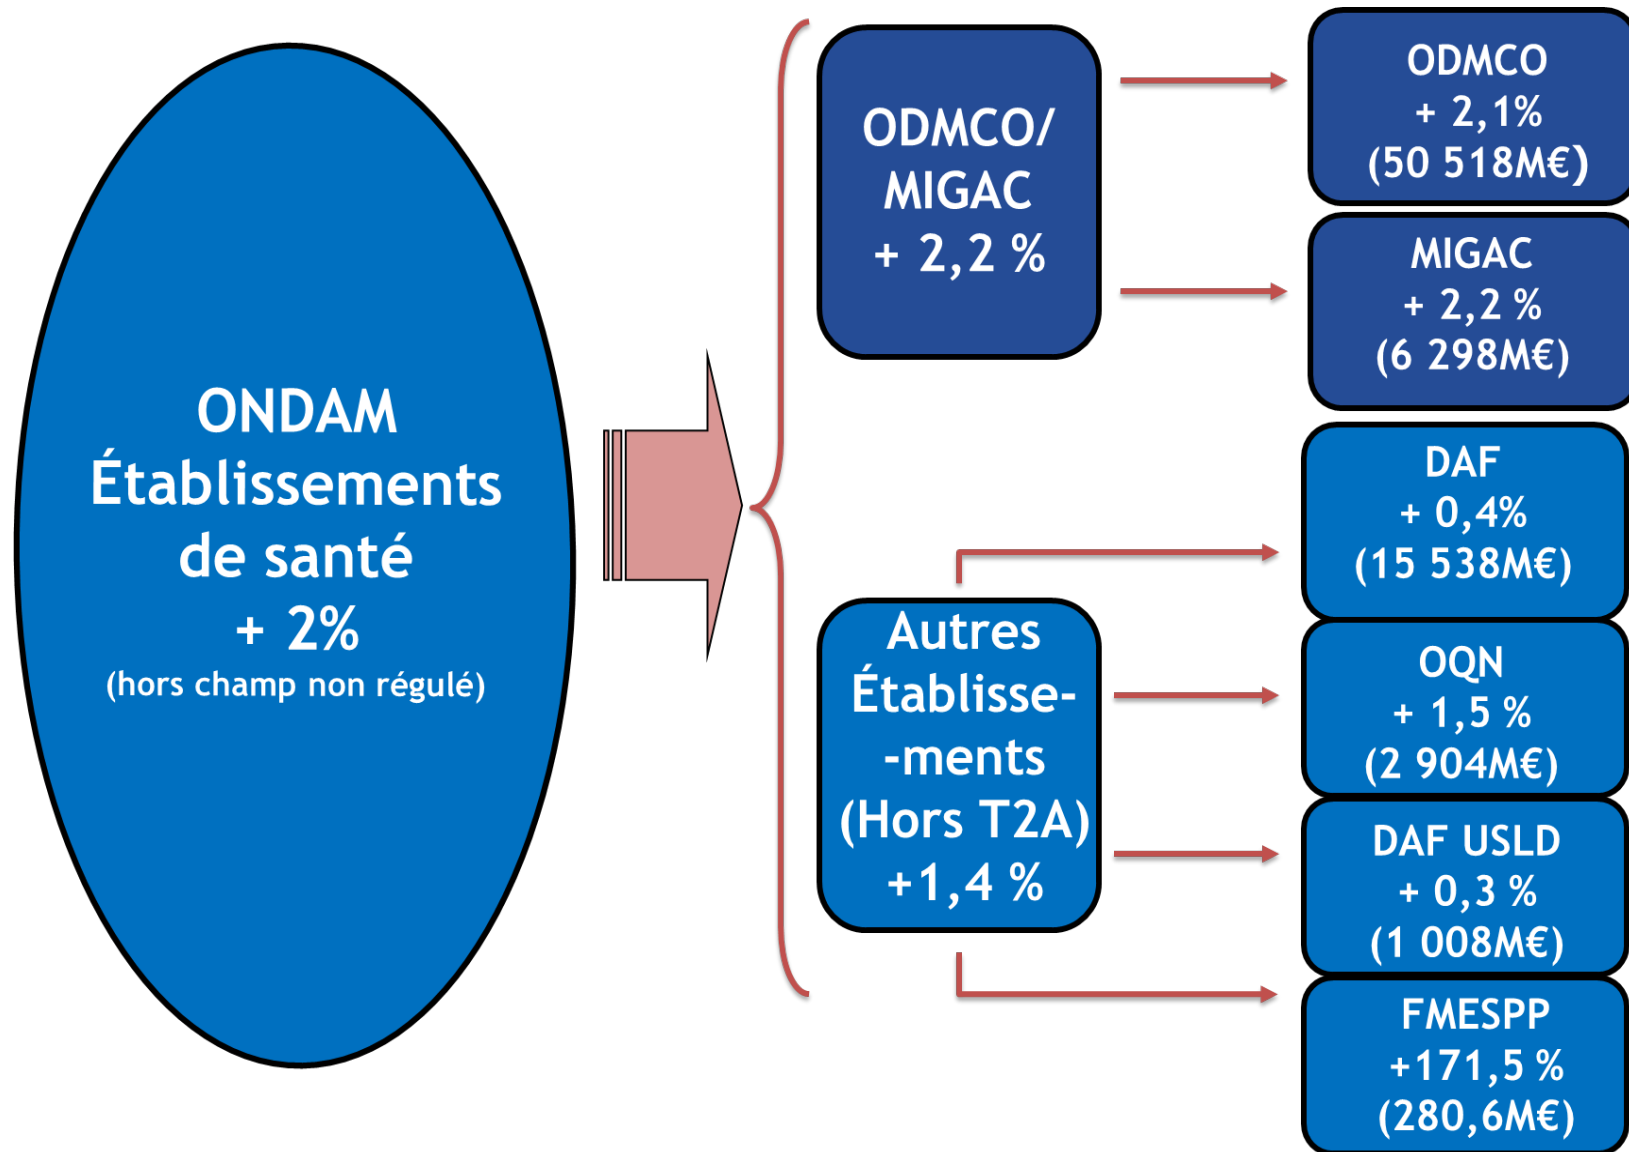 ONDAM
Établissements
de santé
+ 2%
(hors champ non régulé)
ODMCO/
MIGAC
+ 2,2 %
Autres
Établisse-
-ments
(Hors T2A)
+1,4 %
ODMCO
+ 2,1%
(50 518M€)
MIGAC
+ 2,2 %
(6 298M€)
DAF
+ 0,4%
(15 538M€)
OQN
+ 1,5 %
(2 904M€)
DAF USLD
+ 0,3 %
(1 008M€)
FMESPP
+171,5 %
(280,6M€)